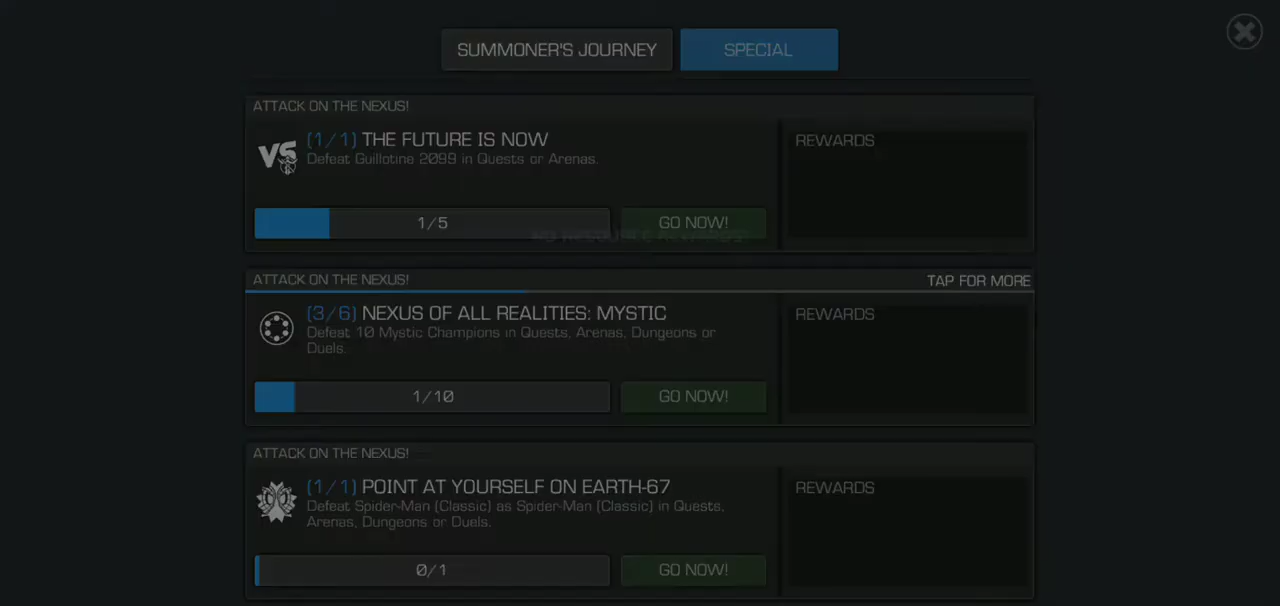 SUMMONER'S JOURNEY
SPECIAL
ATTACK ON THE NEXUS!
VS
(1/1) THE FUTURE IS NOW
Defeat Guillotine 2099 in Quests or Arenas.
1/5
GO NOW!
REWARDS
ATTACK ON THE NEXUS!
TAP FOR MORE
(3/6) NEXUS OF ALL REALITIES: MYSTIC
Defeat 10 Mystic Champions in Quests, Arenas, Dungeons or
Duels.
1/10
GO NOW!
REWARDS
ATTACK ON THE NEXUS!
(1/1) POINT AT YOURSELF ON EARTH-67
Defeat Spider-Man (Classic) as Spider-Man (Classic) in Quests,
Arenas, Dungeons or Duels.
0/1
GO NOW!
REWARDS